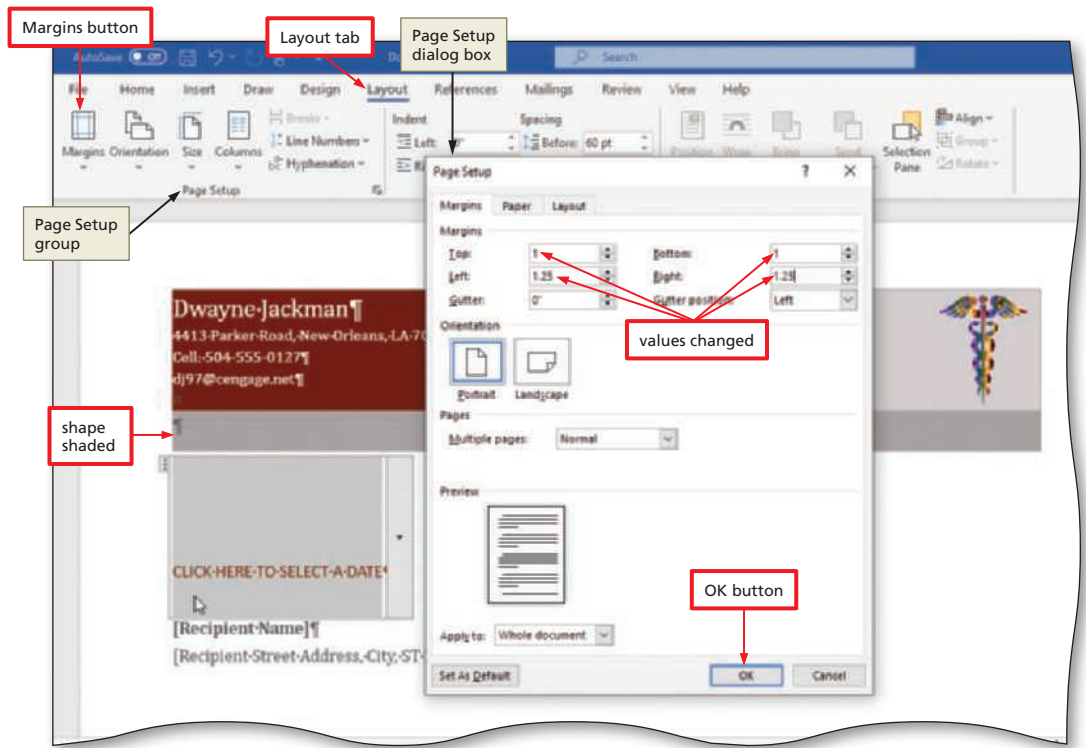 Margins button
Layout tab
Page Setup
dialog box
AutoSave Off
Search
File Home Insert Draw Design Layout References Mailings Review View Help
Margins Orientation Size Columns
Breaks
Line Numbers
Hyphenation
Page Setup
Indent
Left:
Spacing
Before: 60 pt
Selection
Pane
Align
Group
Rotate
Page Setup
group
Page Setup ? ×
Margins Paper Layout
Margins
Top: 1 Bottom: 1
Left: 1.25 Right: 1.25
Gutter: 0" Gutter position: Left
values changed
Orientation
Portrait Landscape
Pages
Multiple pages: Normal
Preview
Apply to: Whole document
Set As Default OK Cancel
OK button
Dwayne·Jackman¶
4413·Parker·Road,·New·Orleans,·LA·70
Cell:·504-555-0127¶
dj97@cengage.net¶
¶
shape
shaded
CLICK·HERE·TO·SELECT·A·DATE¶
[Recipient·Name]¶
[Recipient·Street·Address,·City,·ST·